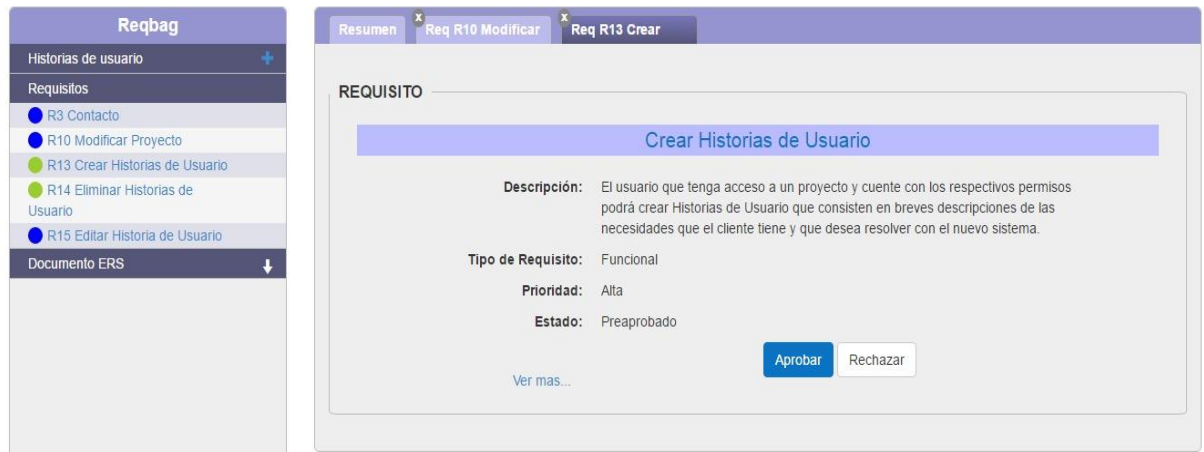 Reqbag
Historias de usuario
Requisitos
R3 Contacto
R10 Modificar Proyecto
R13 Crear Historias de Usuario
R14 Eliminar Historias de
Usuario
R15 Editar Historia de Usuario
Documento ERS
Resumen x Req R10 Modificar x Req R13 Crear
REQUISITO
Crear Historias de Usuario
Descripción: El usuario que tenga acceso a un proyecto y cuente con los respectivos permisos
podrá crear Historias de Usuario que consisten en breves descripciones de las
necesidades que el cliente tiene y que desea resolver con el nuevo sistema.
Tipo de Requisito: Funcional
Prioridad: Alta
Estado: Preaprobado
Aprobar Rechazar
Ver mas...